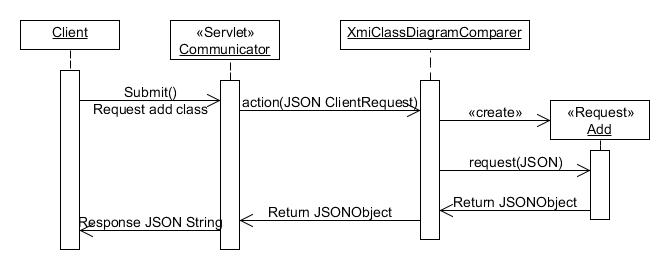 Client
«Servlet»
Communicator
XmiClassDiagramComparer
Submit()
Request add class
action(JSON ClientRequest)
«create»
«Request»
Add
request(JSON)
Return JSONObject
Return JSONObject
Response JSON String